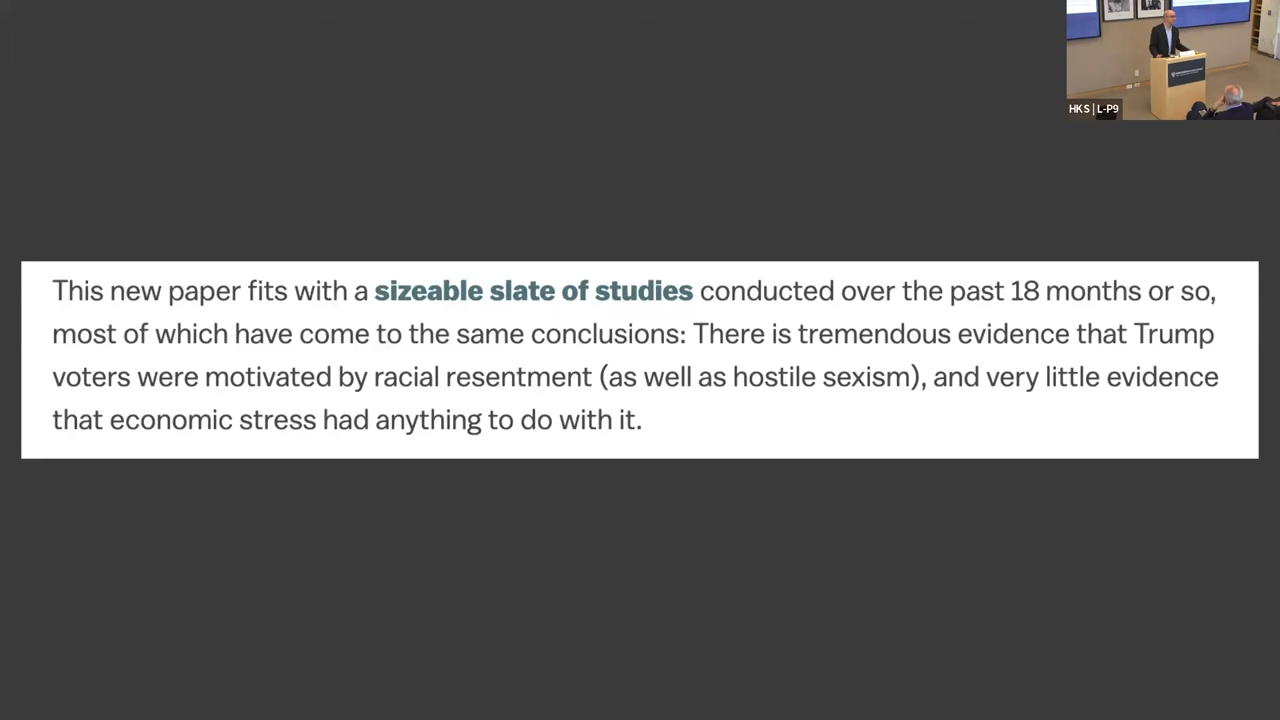 HKS | L-P9
This new paper fits with a sizeable slate of studies conducted over the past 18 months or so,
most of which have come to the same conclusions: There is tremendous evidence that Trump
voters were motivated by racial resentment (as well as hostile sexism), and very little evidence
that economic stress had anything to do with it.